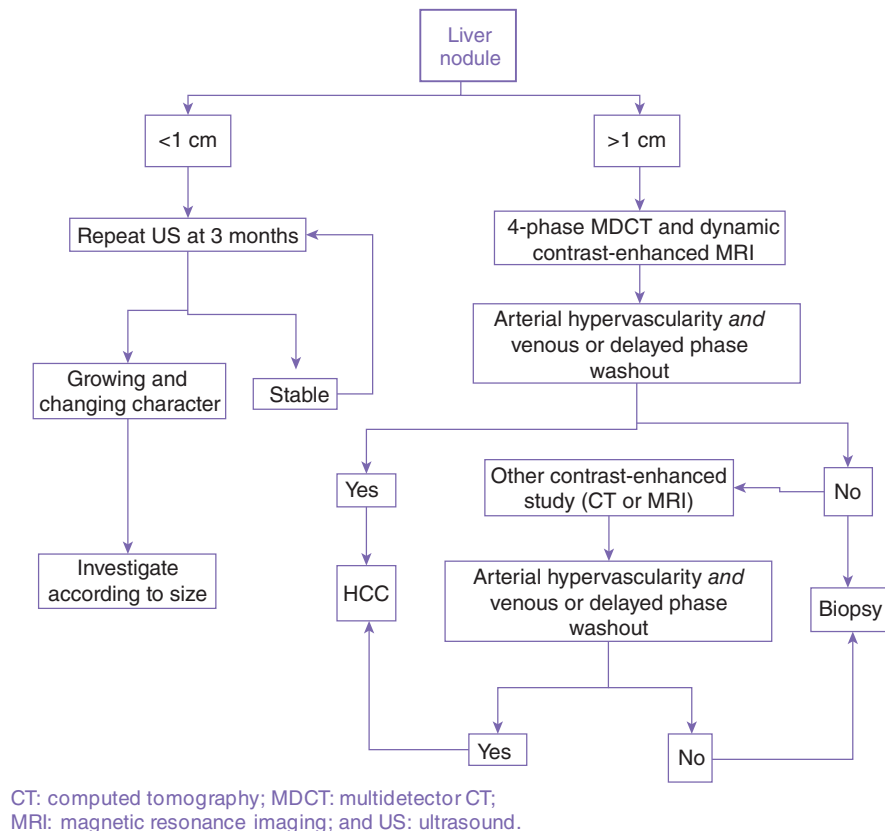 Liver
nodule
<1 cm
>1 cm
Repeat US at 3 months
4-phase MDCT and dynamic
contrast-enhanced MRI
Arterial hypervascularity and
venous or delayed phase
washout
Growing and
changing character
Stable
Yes
Other contrast-enhanced
study (CT or MRI)
No
Investigate
according to size
HCC
Arterial hypervascularity and
venous or delayed phase
washout
Biopsy
Yes
No
CT: computed tomography; MDCT: multidetector CT;
MRI: magnetic resonance imaging; and US: ultrasound.